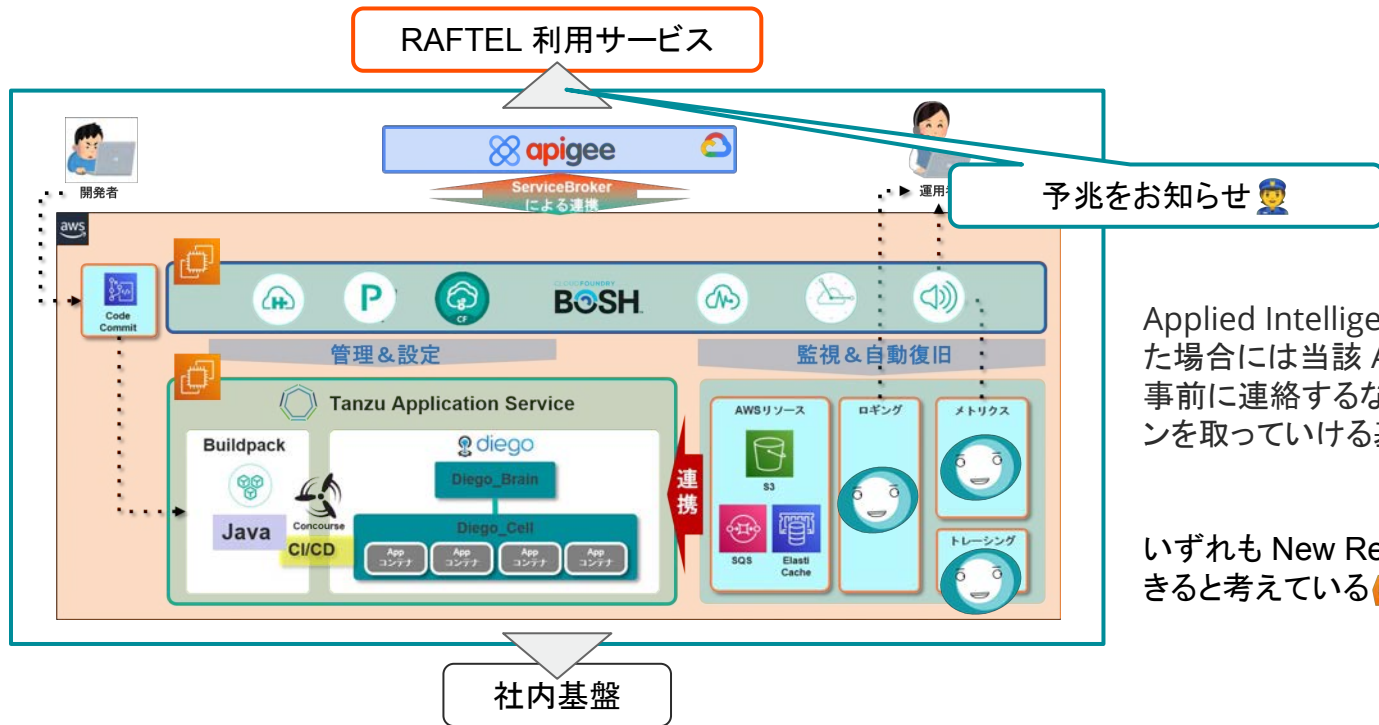 RAFTEL 利用サービス
apigee
開発者
ServiceBroker
による連携
運用
予兆をお知らせ
aws
Code
Commit
P
CF
CLOUD FOUNDRY
BOSH
管理＆設定
監視＆自動復旧
Tanzu Application Service
Buildpack
Java
Concourse
CI/CD
diego
Diego_Brain
Diego_Cell
App
コンテナ
App
コンテナ
App
コンテナ
App
コンテナ
連携
AWSリソース
S3
SQS
Elasti
Cache
ロギング
メトリクス
トレーシング
Applied Intellige
た場合には当該 A
事前に連絡するな
ンを取っていける
いずれも New Re
きると考えている
社内基盤